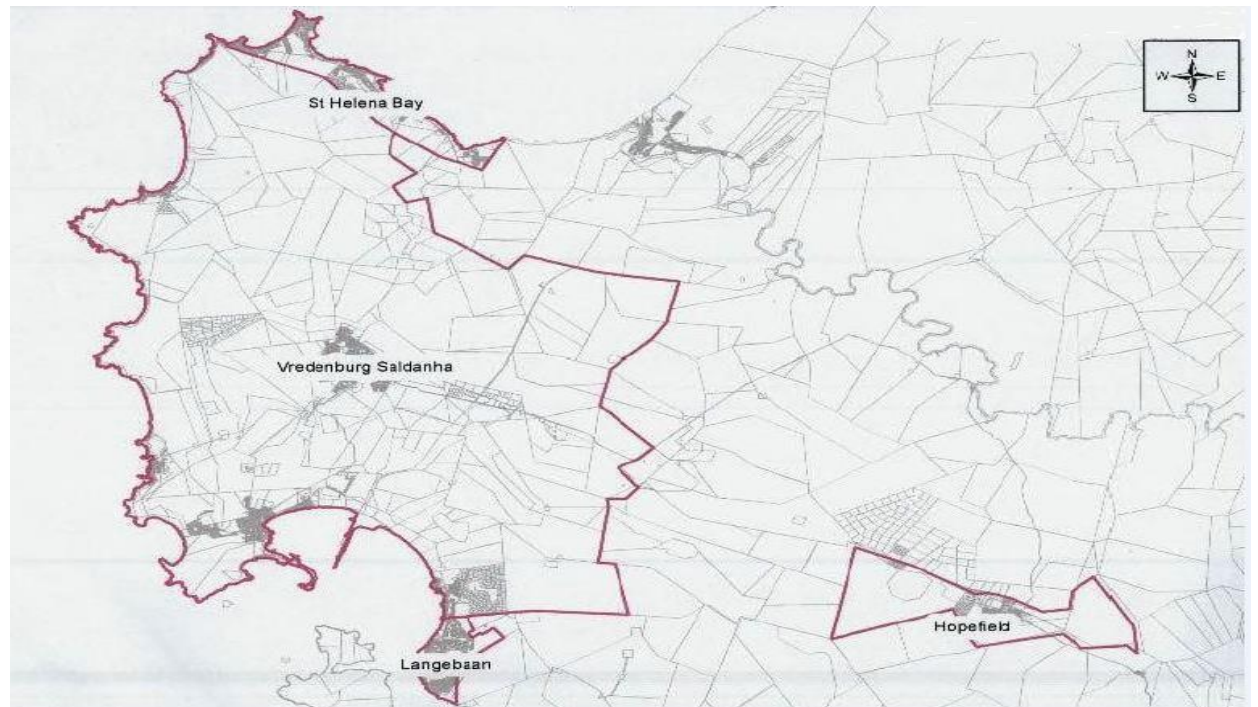 N
W E
S
St Helena Bay
Vredenburg Saldanha
Hopefield
Langebaan